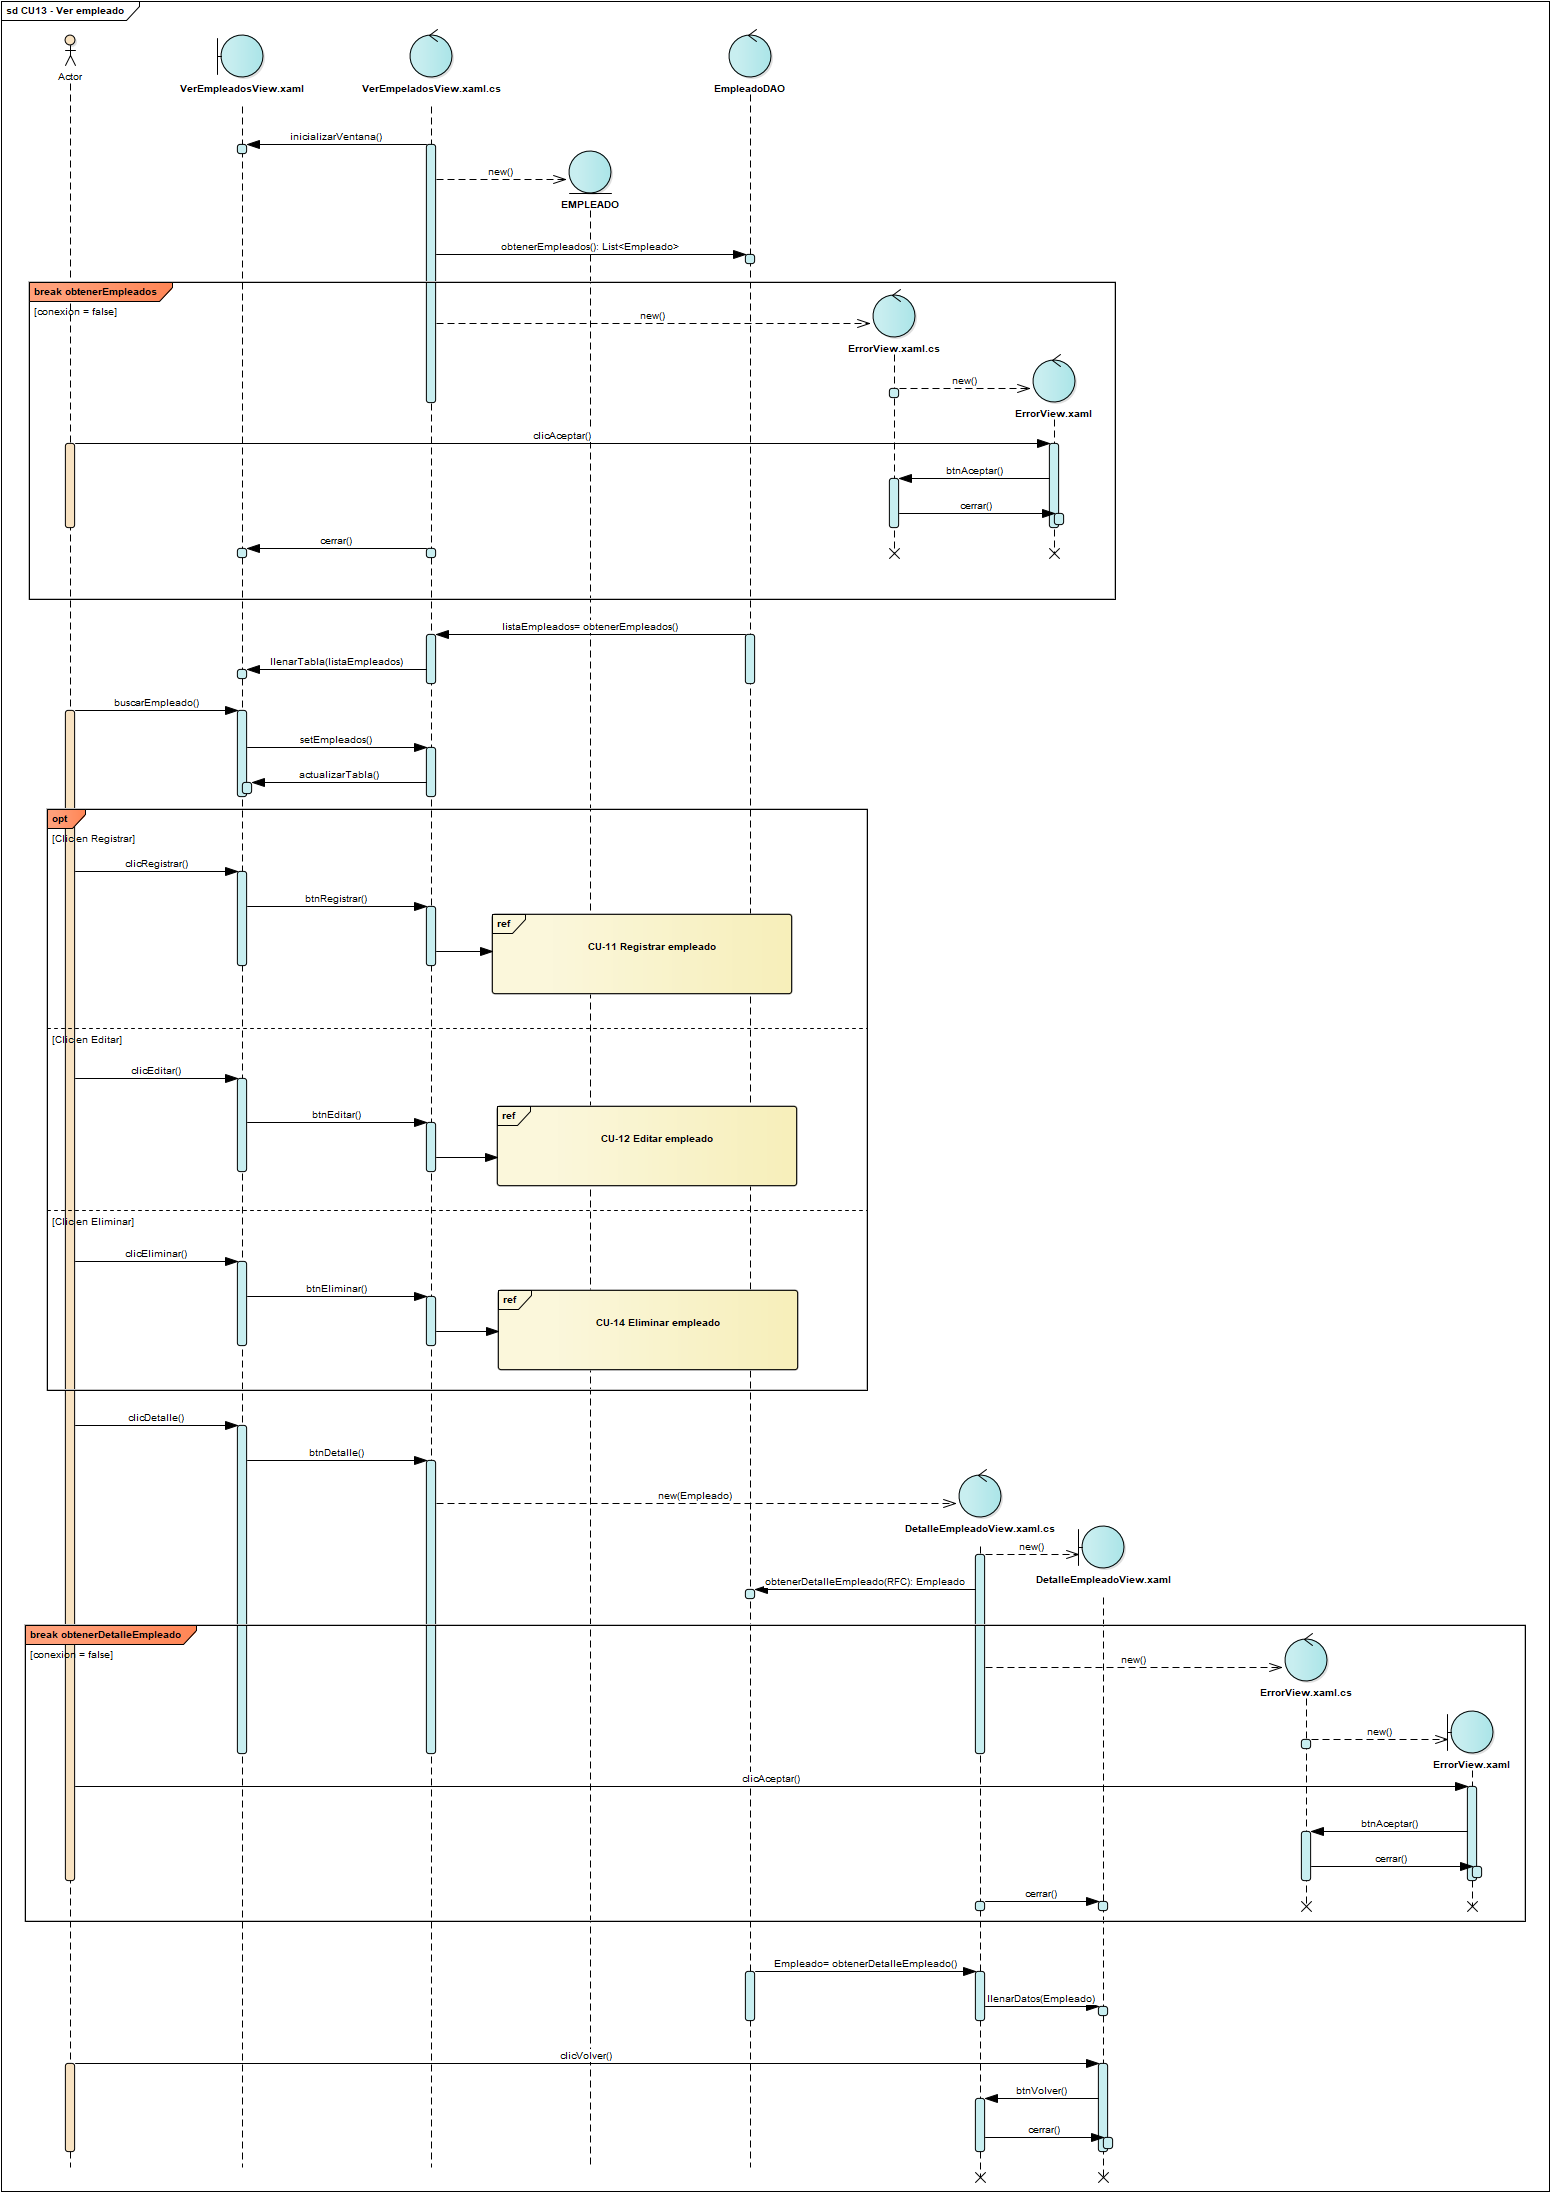 sd CU13 - Ver empleado
Actor
VerEmpleadosView.xaml
VerEmpeladosView.xaml.cs
EmpleadoDAO
inicializarVentana()
new()
EMPLEADO
obtenerEmpleados(): List<Empleado>
break obtenerEmpleados
[conexion = false]
new()
ErrorView.xaml.cs
new()
ErrorView.xaml
clicAceptar()
btnAceptar()
cerrar()
cerrar()
listaEmpleados= obtenerEmpleados()
llenarTabla(listaEmpleados)
buscarEmpleado()
setEmpleados()
actualizarTabla()
opt
[Clic en Registrar]
clicRegistrar()
btnRegistrar()
ref
CU-11 Registrar empleado
[Clic en Editar]
clicEditar()
btnEditar()
ref
CU-12 Editar empleado
[Clic en Eliminar]
clicEliminar()
btnEliminar()
ref
CU-14 Eliminar empleado
clicDetalle()
btnDetalle()
new(Empleado)
DetalleEmpleadoView.xaml.cs
new()
DetalleEmpleadoView.xaml
obtenerDetalleEmpleado(RFC): Empleado
break obtenerDetalleEmpleado
[conexion = false]
new()
ErrorView.xaml.cs
new()
ErrorView.xaml
clicAceptar()
btnAceptar()
cerrar()
cerrar()
Empleado= obtenerDetalleEmpleado()
llenarDatos(Empleado)
clicVolver()
btnVolver()
cerrar()